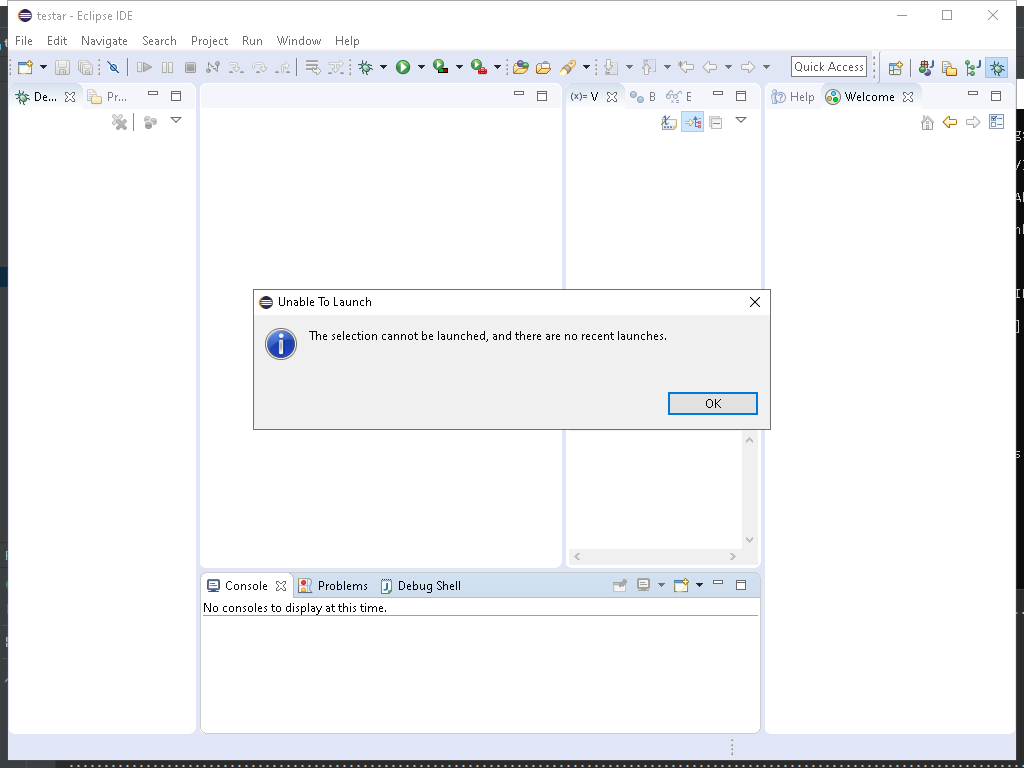 testar - Eclipse IDE
File Edit Navigate Search Project Run Window Help
Quick Access
De... Pr... (x)= V B E Help Welcome
Unable To Launch
The selection cannot be launched, and there are no recent launches.
OK
Console Problems Debug Shell
No consoles to display at this time.